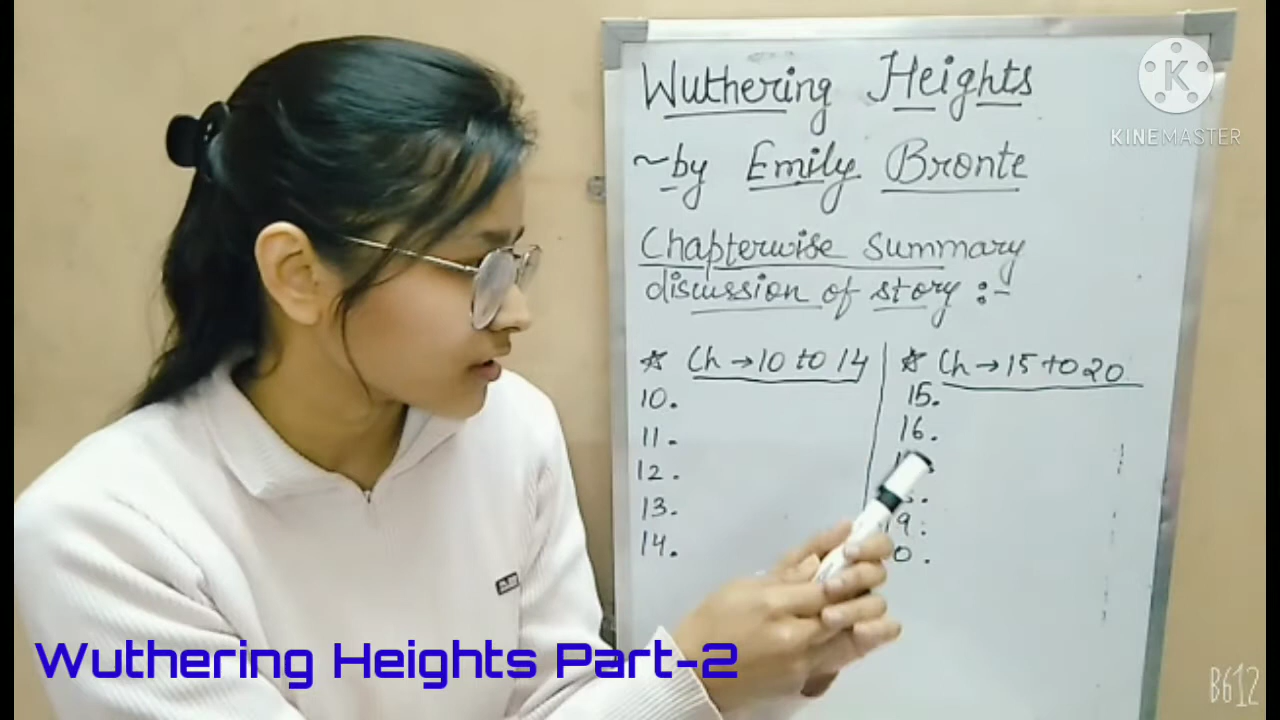 Wuthering Heights
~by Emily Bronte
Chapterwise Summary
discussion of story :-
☆ Ch → 10 to 14
10.
11.
12.
13.
14.
☆ Ch → 15 to 20
15.
16.
KINEMASTER
Wuthering Heights Part-2
B612